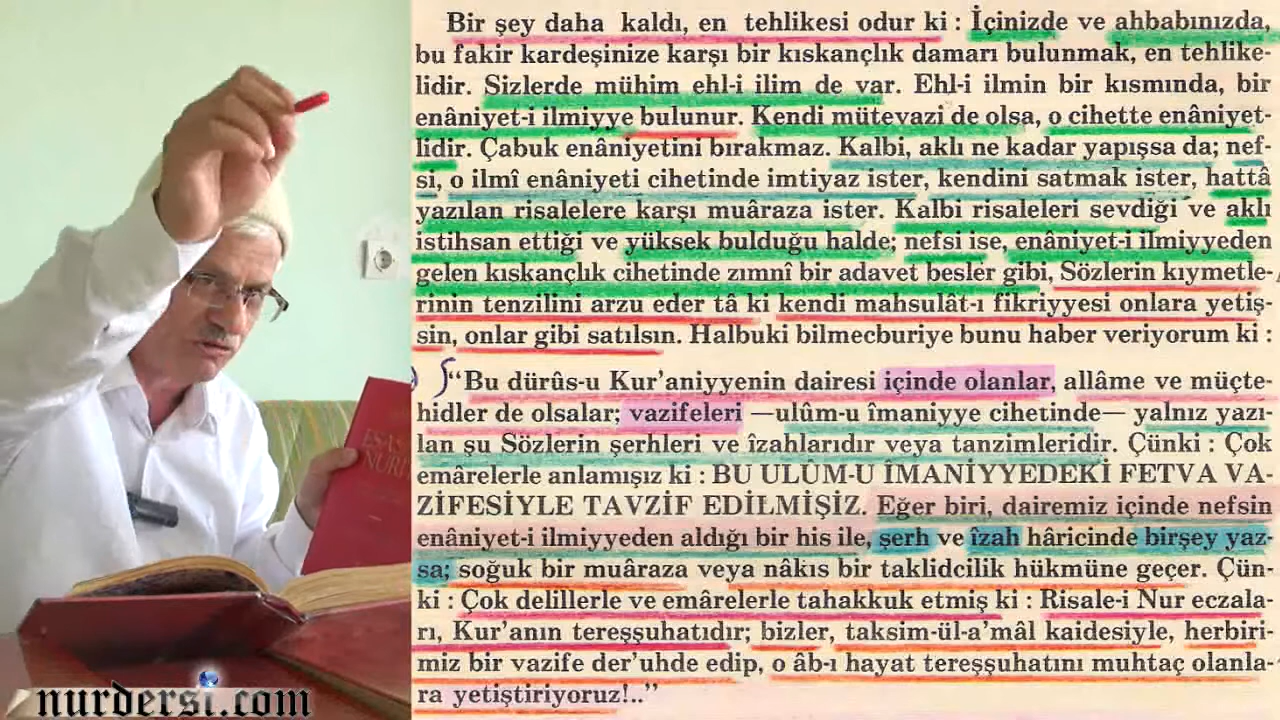 Bir şey daha kaldı, en tehlikesi odur ki : İçinizde ve ahbabınızda,
bu fakir kardeşinize karşı bir kıskançlık damarı bulunmak, en tehlike-
lidir. Sizlerde mühim ehl-i ilim de var. Ehl-i ilmin bir kısmında, bir
enâniyet-i ilmiyye bulunur. Kendi mütevazi de olsa, o cihette enâniyet-
lidir. Çabuk enâniyetini bırakmaz. Kalbi, aklı ne kadar yapışsa da; nef-
si, o ilmî enâniyeti cihetinde imtiyaz ister, kendini satmak ister, hattâ
yazılan risalelere karşı muâraza ister. Kalbi risaleleri sevdiği ve aklı
istihsan ettiği ve yüksek bulduğu halde; nefsi ise, enâniyet-i ilmiyyeden
gelen kıskançlık cihetinde zımnî bir adavet besler gibi, Sözlerin kıymetle-
rinin tenzilini arzu eder tâ ki kendi mahsulât-ı fikriyyesi onlara yetiş-
sin, onlar gibi satılsın. Halbuki bilmecburiye bunu haber veriyorum ki :
“Bu dürûs-u Kur'aniyyenin dairesi içinde olanlar, allâme ve müçte-
hidler de olsalar; vazifeleri —ulûm-u îmaniyye cihetinde— yalnız yazı-
lan şu Sözlerin şerhleri ve îzahlarıdır veya tanzimleridir. Çünki : Çok
emârelerle anlamışız ki : BU ULÛM-U ÎMANİYYEDEKİ FETVA VA-
ZİFESİYLE TAVZİF EDİLMİŞİZ. Eğer biri, dairemiz içinde nefsin
enâniyet-i ilmiyyeden aldığı bir his ile, şerh ve îzah hâricinde birşey yaz-
sa; soğuk bir muâraza veya nâkıs bir taklidcilik hükmüne geçer. Çün-
ki : Çok delillerle ve emârelerle tahakkuk etmiş ki : Risale-i Nur eczala-
rı, Kur'anın tereşşuhatıdır; bizler, taksim-ül-a'mâl kaidesiyle, herbiri-
miz bir vazife der'uhde edip, o âb-ı hayat tereşşuhatını muhtaç olanla-
ra yetiştiriyoruz!..”
nurdersi.com